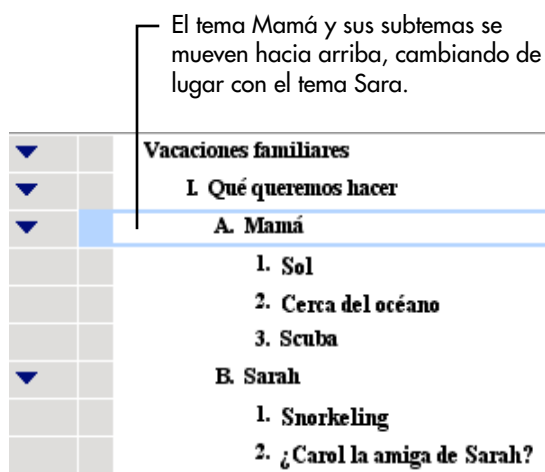 El tema Mamá y sus subtemas se
mueven hacia arriba, cambiando de
lugar con el tema Sara.
Vacaciones familiares
I. Qué queremos hacer
A. Mamá
1. Sol
2. Cerca del océano
3. Scuba
B. Sarah
1. Snorkeling
2. ¿Carol la amiga de Sarah?